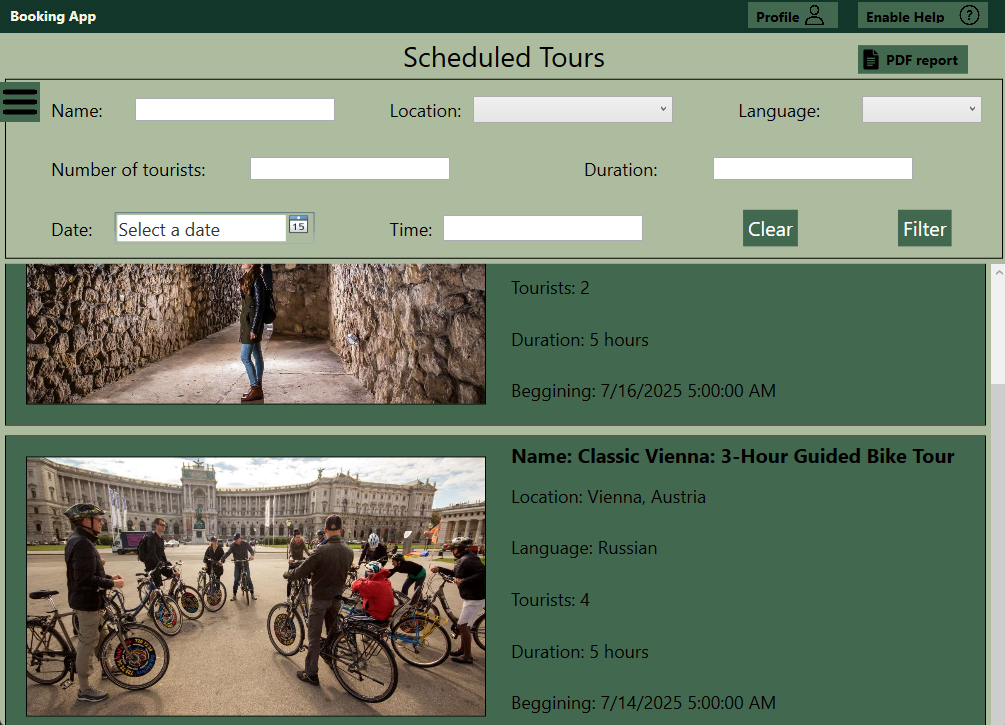 Booking App
Profile
Enable Help ?
Scheduled Tours
PDF report
Name:
Location:
Language:
Number of tourists:
Duration:
Date: Select a date 15
Time:
Clear
Filter
Tourists: 2
Duration: 5 hours
Beggining: 7/16/2025 5:00:00 AM
Name: Classic Vienna: 3-Hour Guided Bike Tour
Location: Vienna, Austria
Language: Russian
Tourists: 4
Duration: 5 hours
Beggining: 7/14/2025 5:00:00 AM